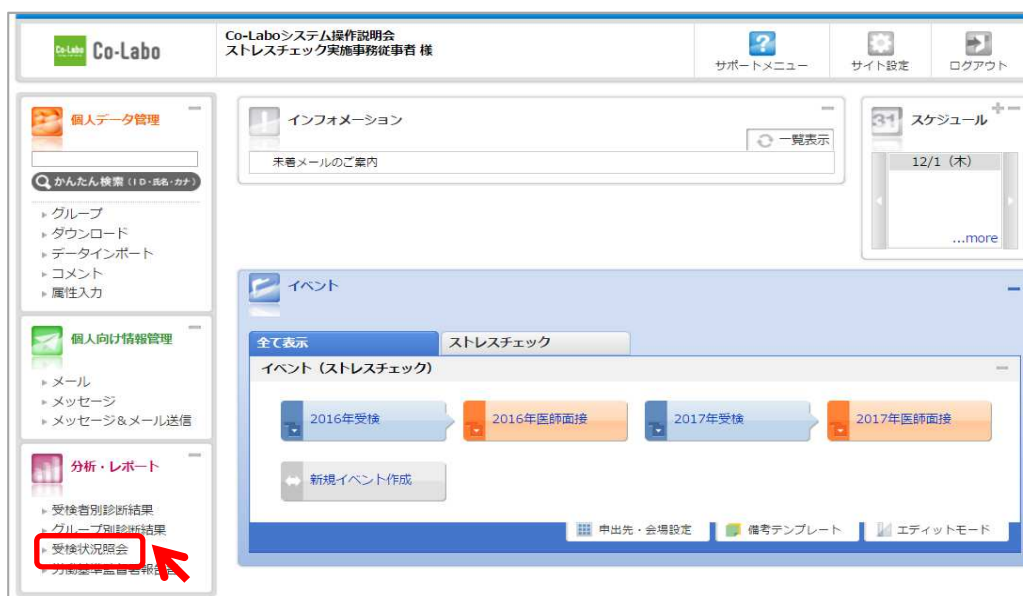 Co-Labo
Co-Labo
Co-Laboシステム操作説明会
ストレスチェック実施事務従事者 様
サポートメニュー
サイト設定
ログアウト
個人データ管理
かんたん検索(ID・氏名・カナ)
グループ
ダウンロード
データインポート
コメント
属性入力
個人向け情報管理
メール
メッセージ
メッセージ&メール送信
分析・レポート
受検者別診断結果
グループ別診断結果
受検状況照会
労働基準監督署報告書
インフォメーション
一覧表示
未着メールのご案内
31
スケジュール
12/1(木)
...more
イベント
全て表示
ストレスチェック
イベント(ストレスチェック)
2016年受検
2016年医師面接
2017年受検
2017年医師面接
新規イベント作成
申出先・会場設定
備考テンプレート
エディットモード